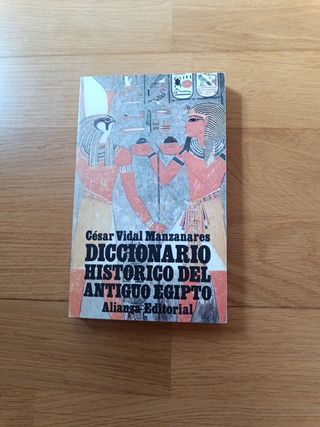 César Vidal Manzanares
DICCIONARIO
HISTORICO DEL
ANTIGUO EGIPTO
Alianza Editorial